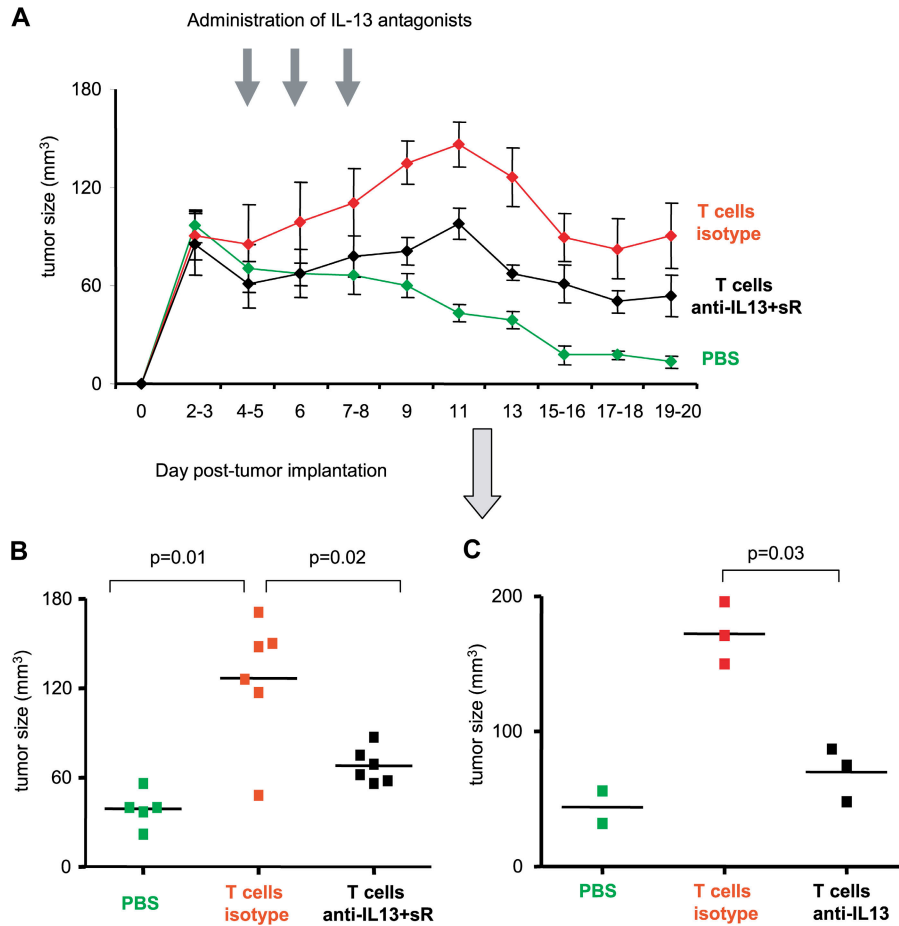 A
Administration of IL-13 antagonists
180
120
60
0
tumor size (mm³)
T cells
isotype
T cells
anti-IL13+sR
PBS
0 2-3 4-5 6 7-8 9 11 13 15-16 17-18 19-20
Day post-tumor implantation
B
p=0.01 p=0.02
180
120
60
0
tumor size (mm³)
PBS
T cells
isotype
T cells
anti-IL13+sR
C
p=0.03
200
100
0
tumor size (mm³)
PBS
T cells
isotype
T cells
anti-IL13